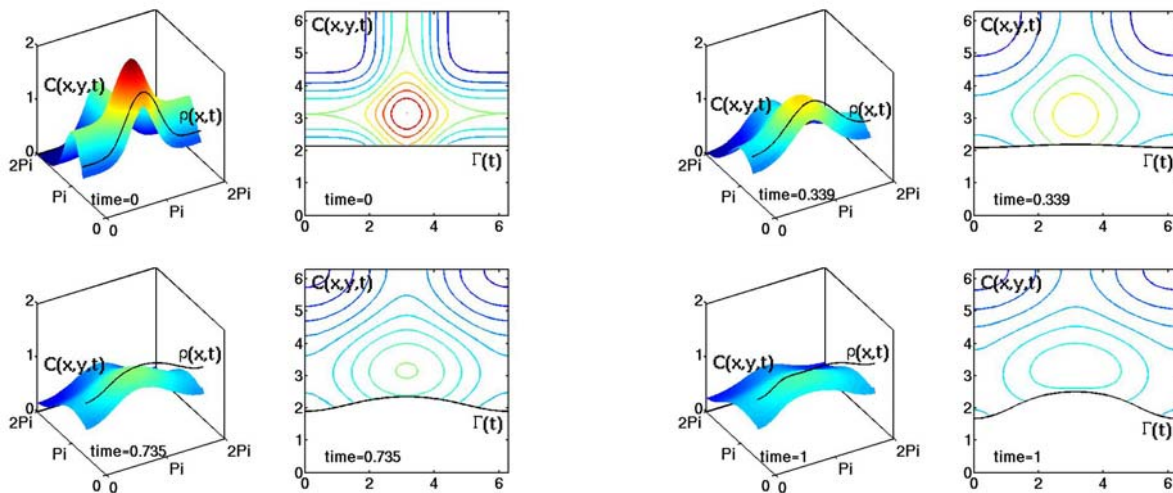 2
C(x,y,t)
1
ρ(x,t)
0
2Pi
Pi
time=0
0 0
Pi
2Pi
6
C(x,y,t)
5
4
3
2
Γ(t)
1
time=0
0
0 2 4 6
2
1
C(x,y,t)
ρ(x,t)
0
2Pi
Pi
time=0.339
0 0
Pi
2Pi
6
C(x,y,t)
5
4
3
2
Γ(t)
1
time=0.339
0
0 2 4 6
2
1
C(x,y,t)
ρ(x,t)
0
2Pi
Pi
time=0.735
0 0
Pi
2Pi
6
C(x,y,t)
5
4
3
2
Γ(t)
1
time=0.735
0
0 2 4 6
2
1
C(x,y,t)
ρ(x,t)
0
2Pi
Pi
time=1
0 0
Pi
2Pi
6
C(x,y,t)
5
4
3
2
Γ(t)
1
time=1
0
0 2 4 6